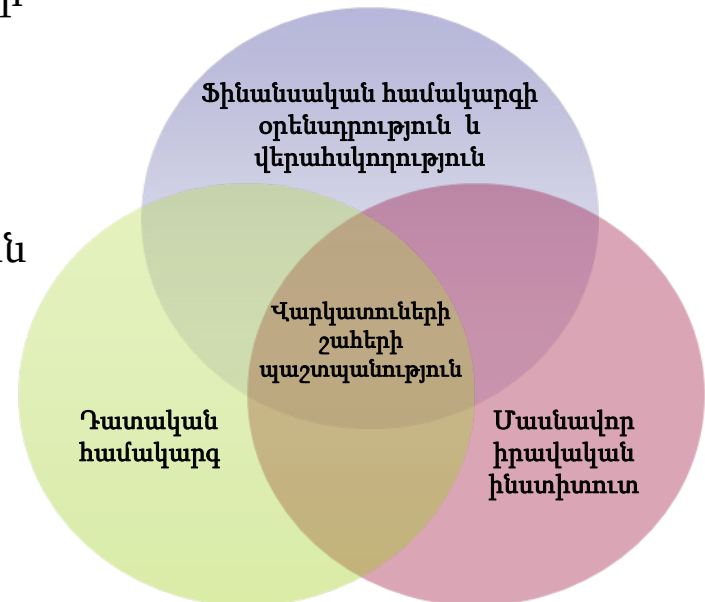 Ֆինանսական համակարգի
օրենսդրություն և
վերահսկողություն
Վարկատուների
շահերի
պաշտպանություն
Դատական
համակարգ
Մասնավոր
իրավական
ինստիտուտ